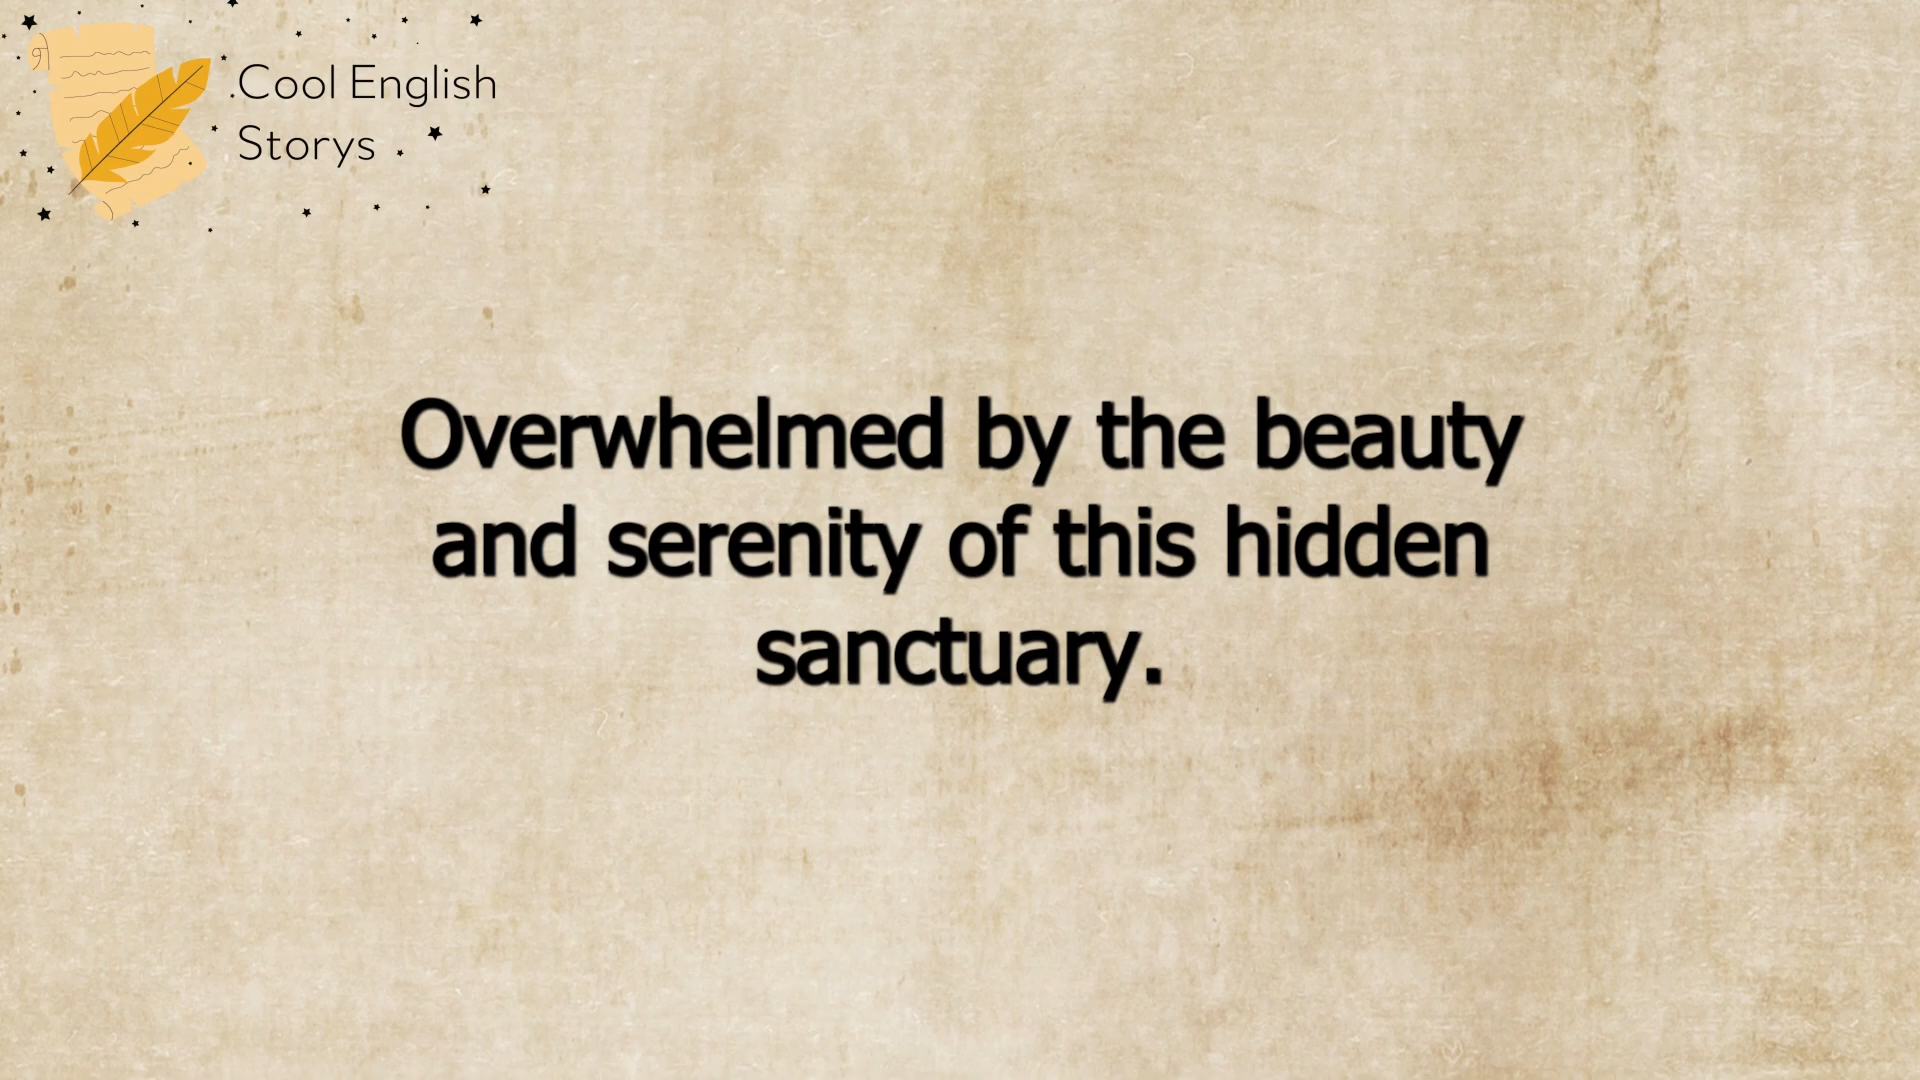 Cool English
Storys
Overwhelmed by the beauty
and serenity of this hidden
sanctuary.